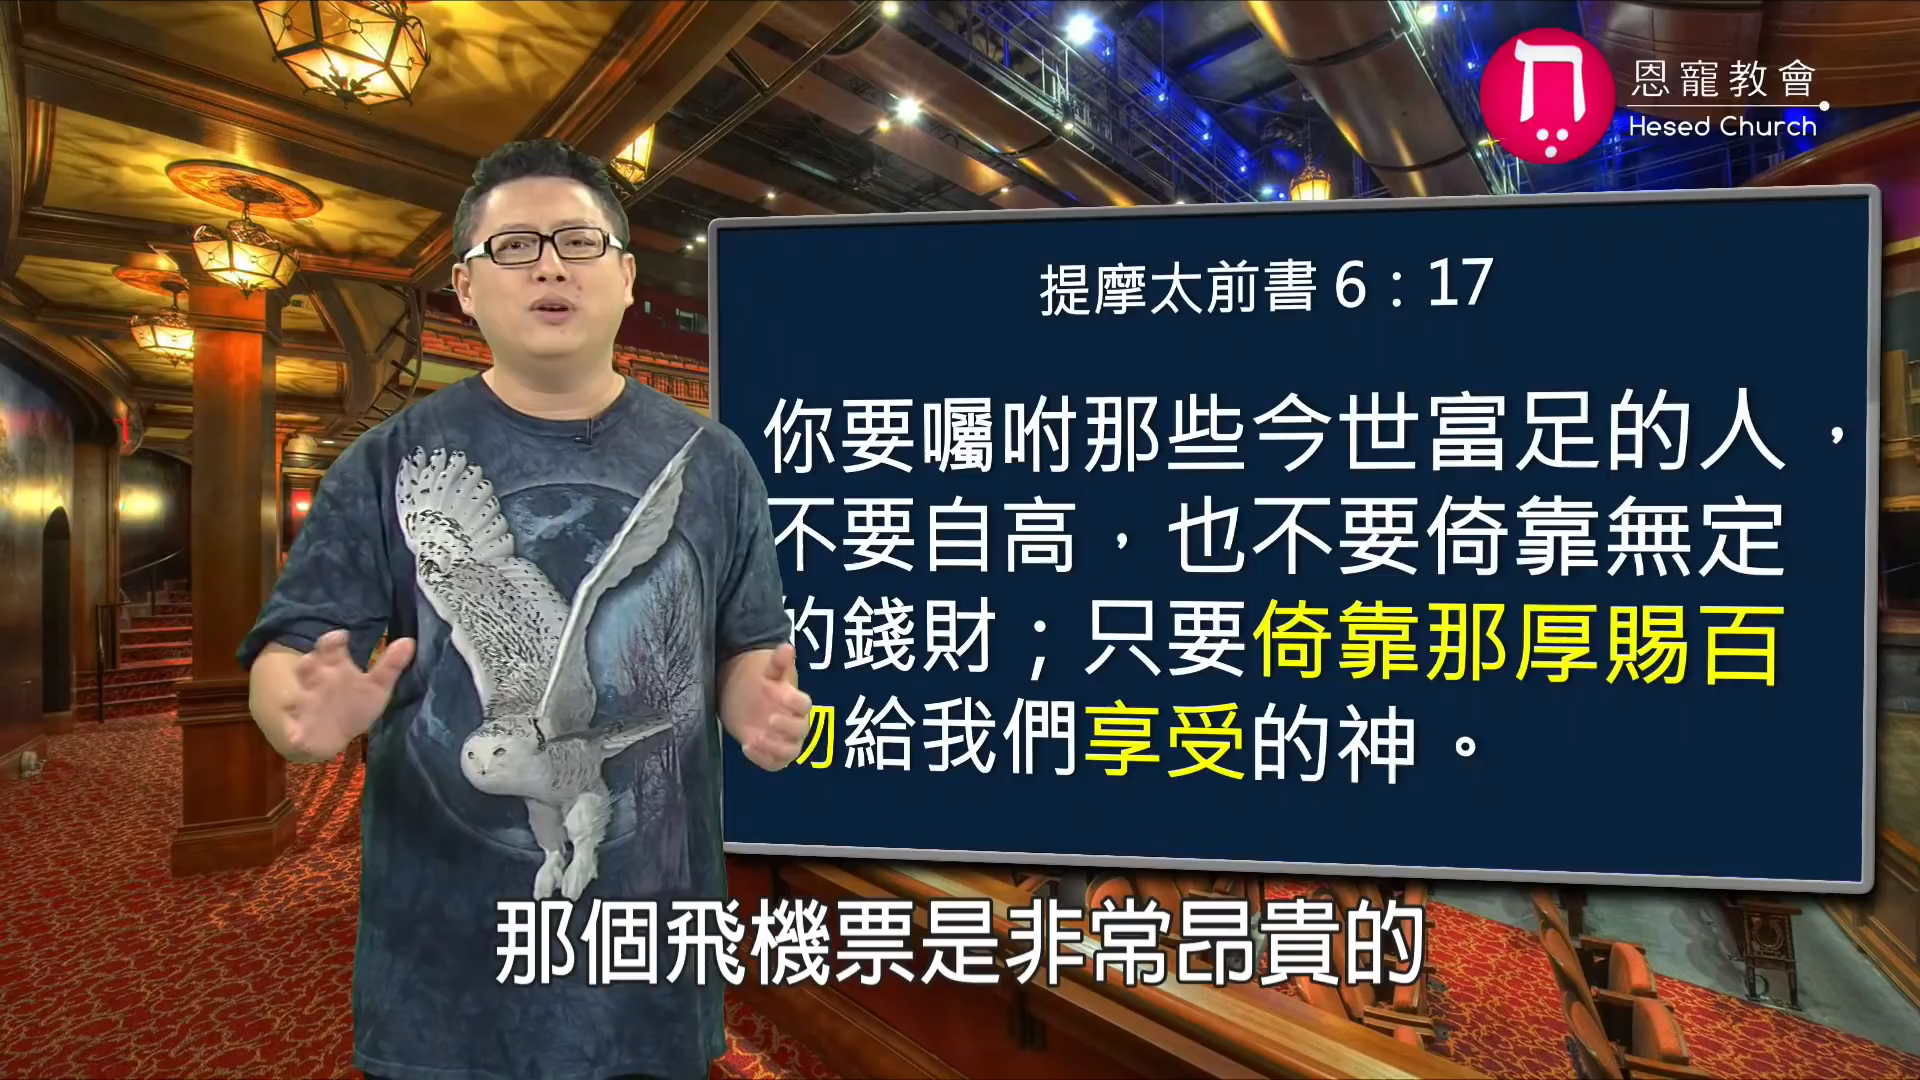 恩寵教會
Hesed Church
提摩太前書 6：17
你要囑咐那些今世富足的人，
不要自高，也不要倚靠無定
的錢財；只要倚靠那厚賜百
物給我們享受的神。
那個飛機票是非常昂貴的